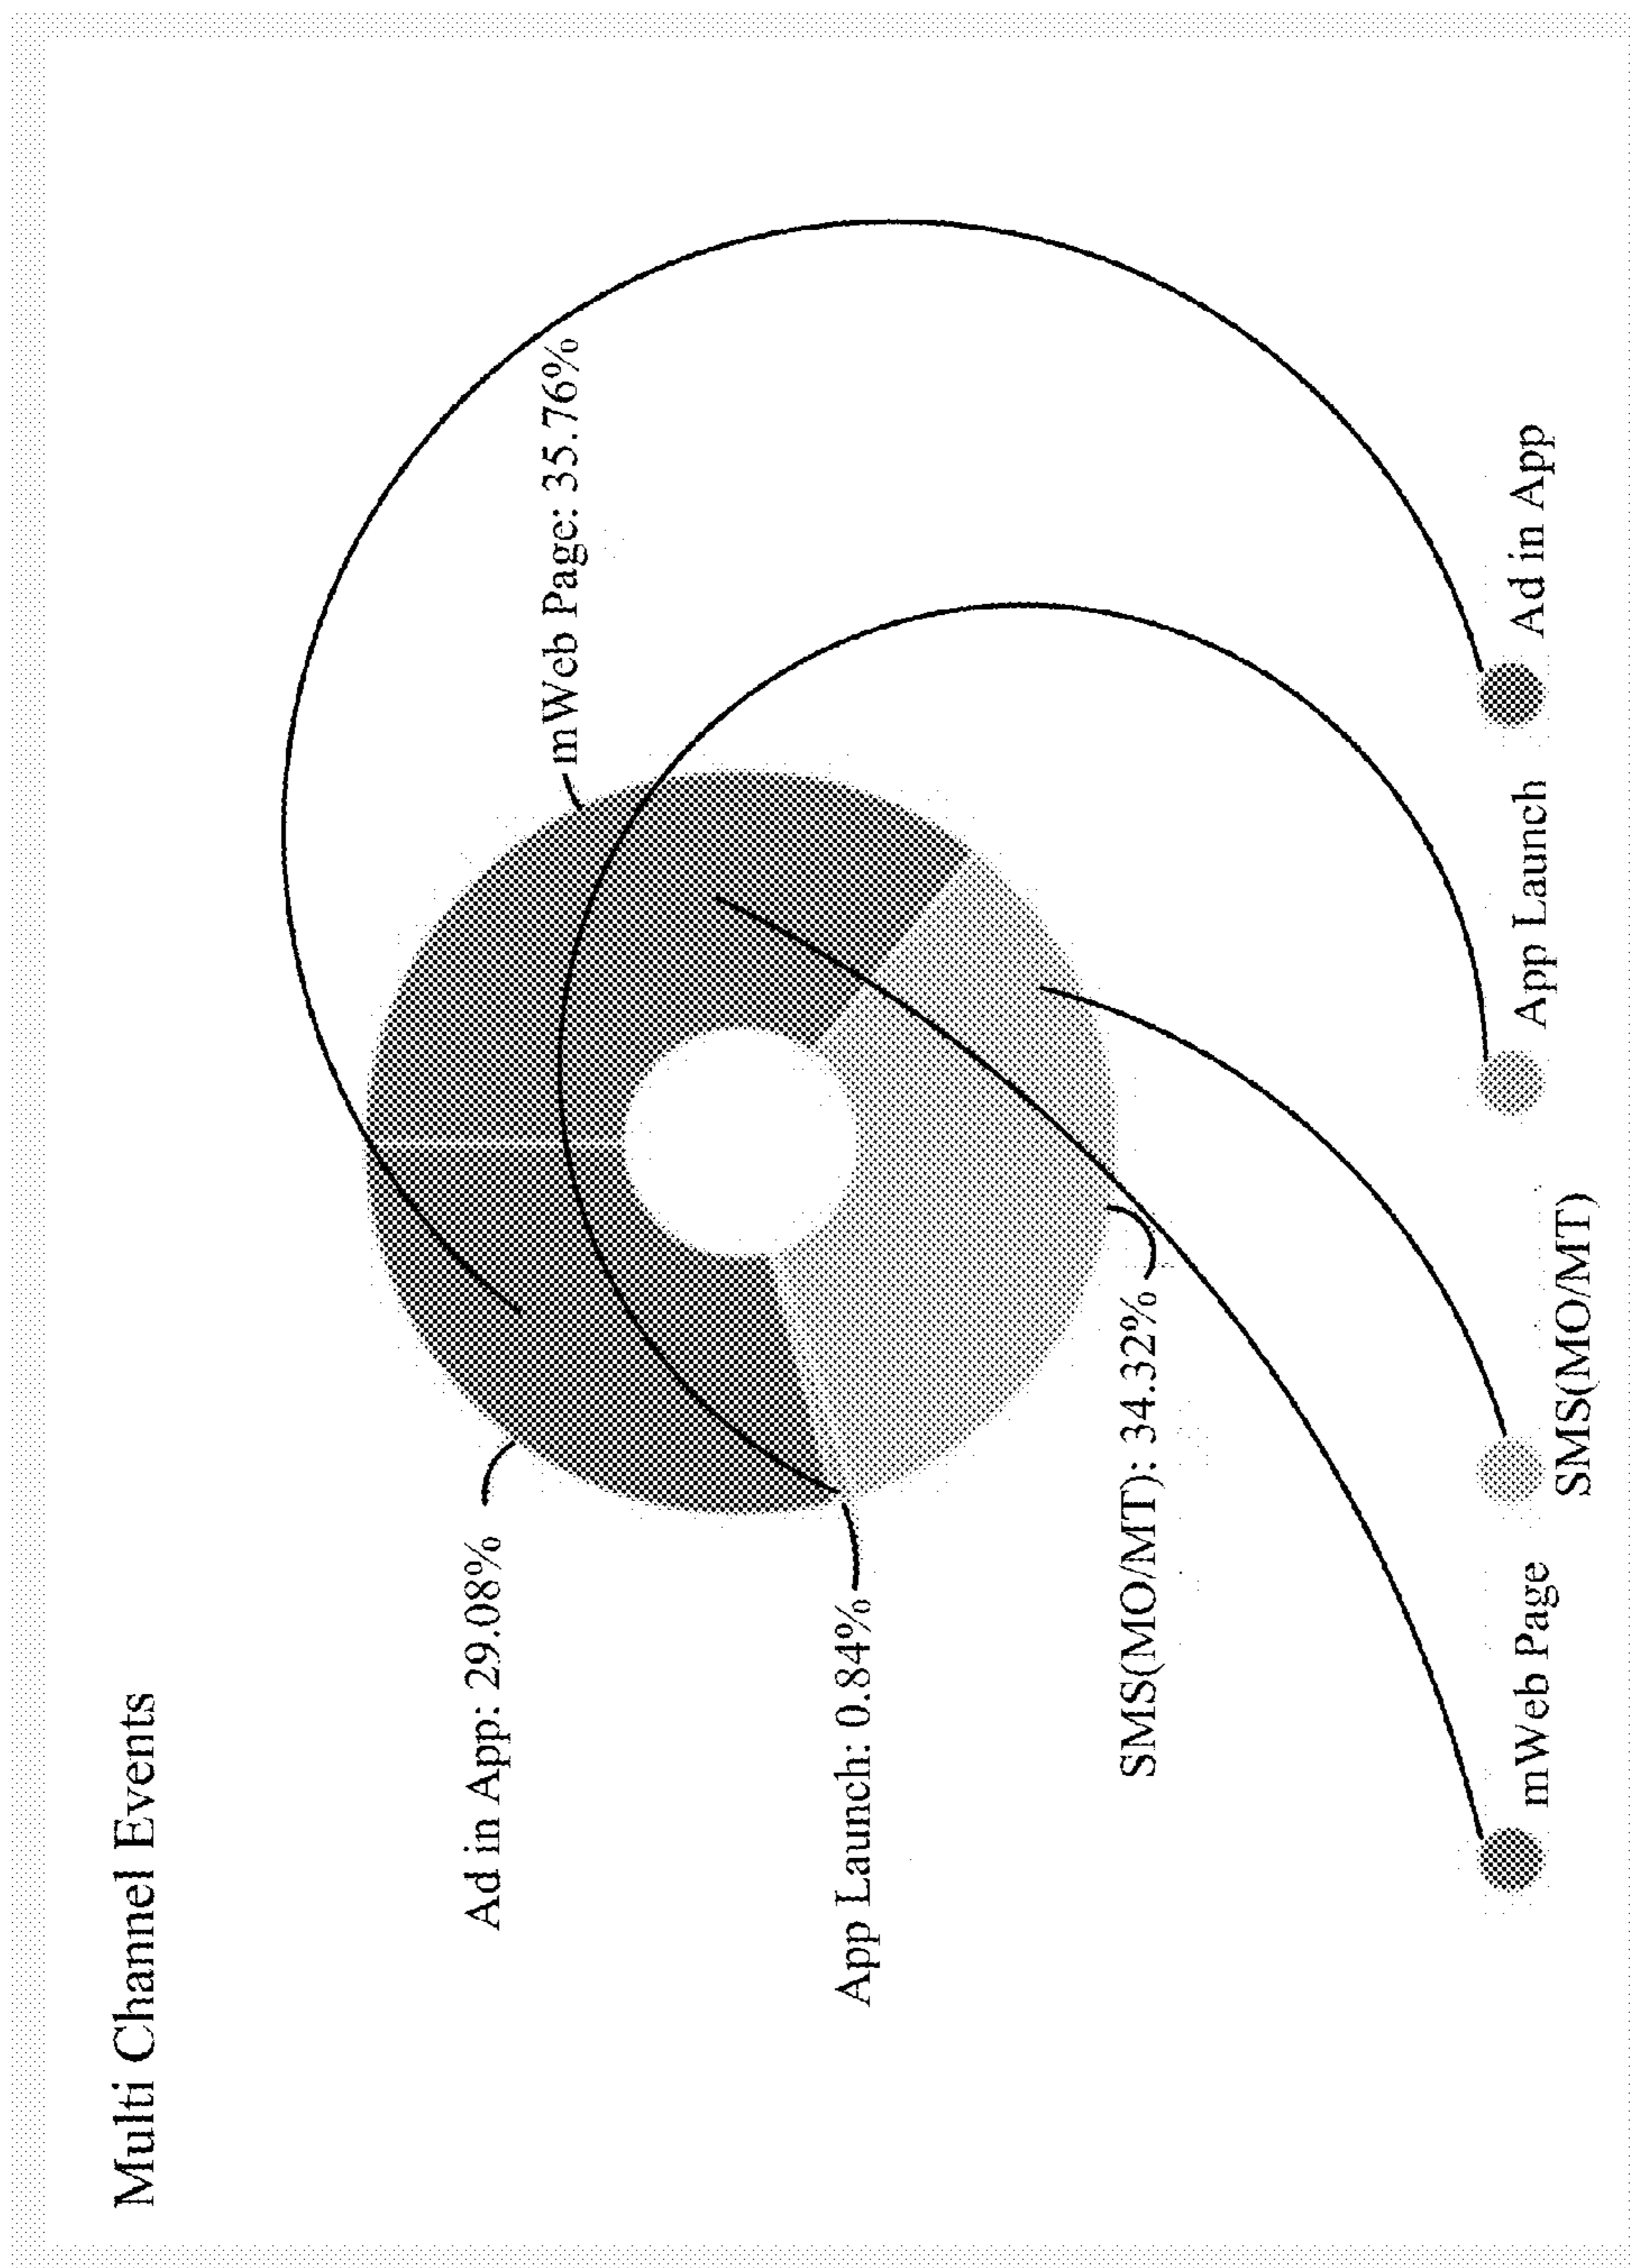 Multi Channel Events
Ad in App: 29.08%
mWeb Page: 35.76%
App Launch: 0.84%
SMS(MO/MT): 34.32%
mWeb Page
SMS(MO/MT)
App Launch
Ad in App